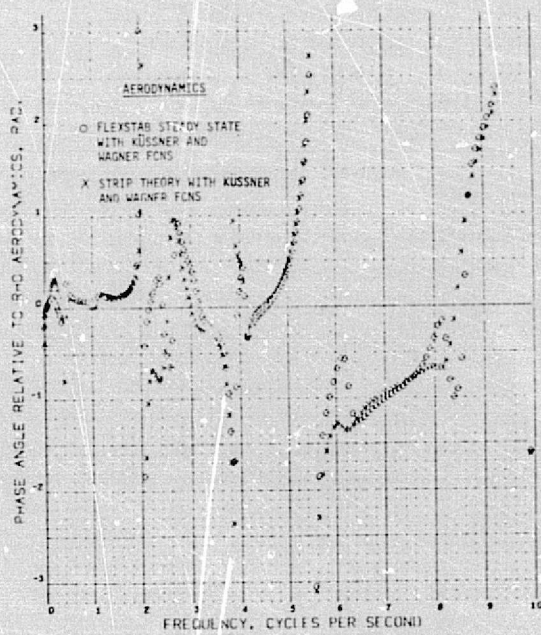 AERODYNAMICS
O FLEXSTAB STEADY STATE
WITH KÜSSNER AND
WAGNER FCNS
X STRIP THEORY WITH KÜSSNER
AND WAGNER FCNS
PHASE ANGLE RELATIVE TO RHO AERODYNAMICS, RAD.
3
2
1
0
-1
-2
-3
0 1 2 3 4 5 6 7 8 9 10
FREQUENCY, CYCLES PER SECOND